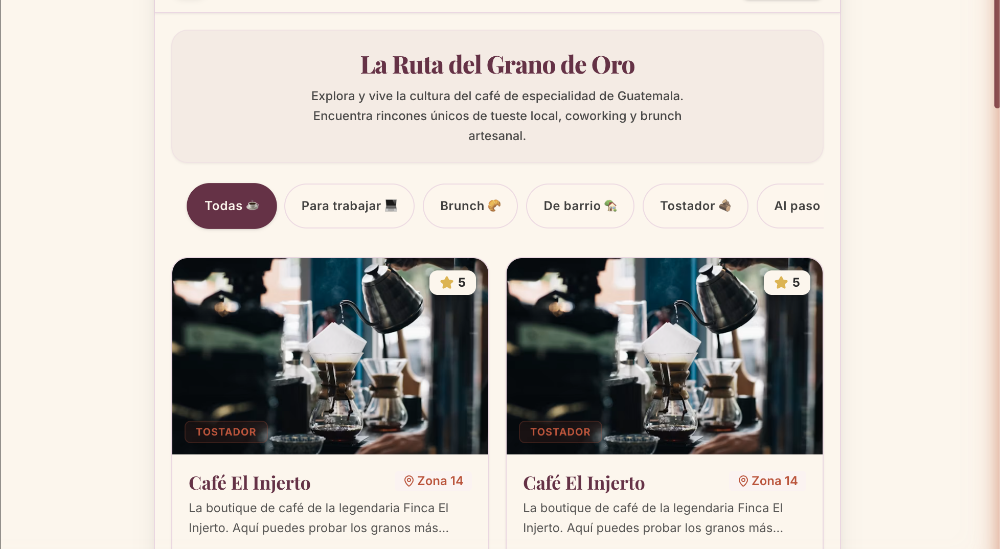 La Ruta del Grano de Oro
Explora y vive la cultura del café de especialidad de Guatemala.
Encuentra rincones únicos de tueste local, coworking y brunch
artesanal.
Todas ☕ Para trabajar 💻 Brunch 🥐 De barrio 🏡 Tostador 🪵 Al paso
5
5
TOSTADOR
TOSTADOR
Café El Injerto
Zona 14
La boutique de café de la legendaria Finca El
Injerto. Aquí puedes probar los granos más...
Café El Injerto
Zona 14
La boutique de café de la legendaria Finca El
Injerto. Aquí puedes probar los granos más...